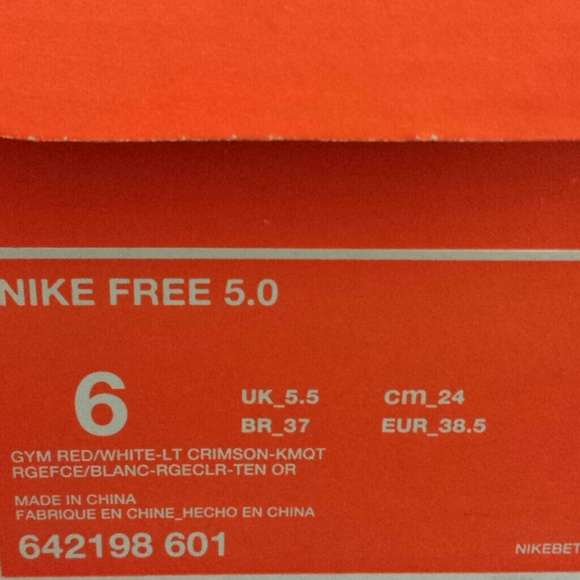 NIKE FREE 5.0
6
UK_5.5 cm_24
BR_37 EUR_38.5
GYM RED/WHITE-LT CRIMSON-KMQT
RGEFCE/BLANC-RGECLR-TEN OR
MADE IN CHINA
FABRIQUE EN CHINE_HECHO EN CHINA
642198 601
NIKEBET